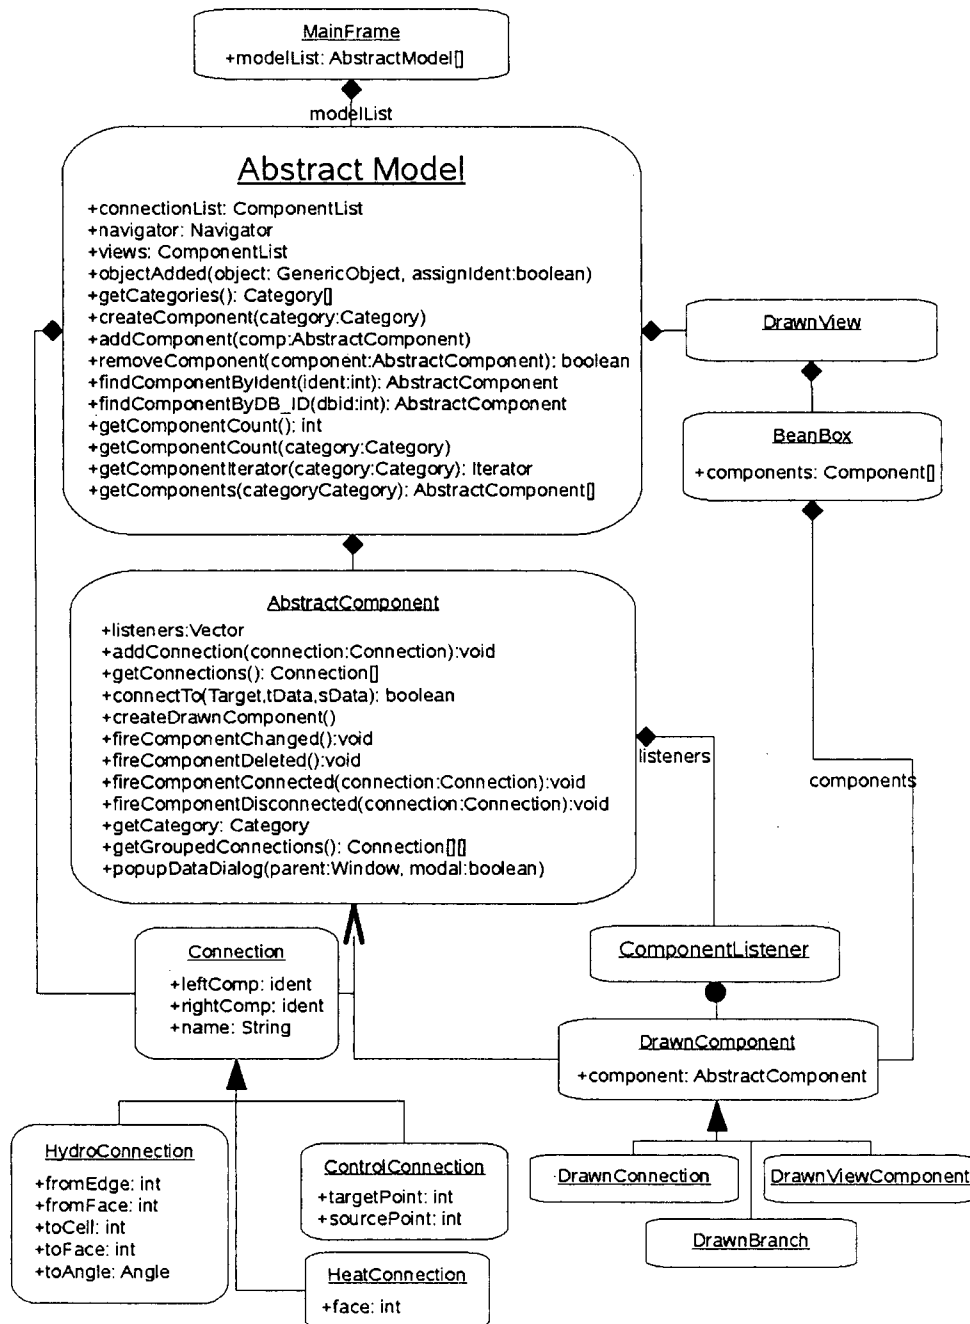 MainFrame
+modelList: AbstractModel[]
modelList
Abstract Model
+connectionList: ComponentList
+navigator: Navigator
+views: ComponentList
+objectAdded(object: GenericObject, assignIdent:boolean)
+getCategories(): Category[]
+createComponent(category:Category)
+addComponent(comp:AbstractComponent)
+removeComponent(component:AbstractComponent): boolean
+findComponentByIdent(ident:int): AbstractComponent
+findComponentByDB_ID(dbid:int): AbstractComponent
+getComponentCount(): int
+getComponentCount(category:Category)
+getComponentIterator(category:Category): Iterator
+getComponents(categoryCategory): AbstractComponent[]
DrawnView
BeanBox
+components: Component[]
AbstractComponent
+listeners:Vector
+addConnection(connection:Connection):void
+getConnections(): Connection[]
+connectTo(Target,tData,sData): boolean
+createDrawnComponent()
+fireComponentChanged():void
+fireComponentDeleted():void
+fireComponentConnected(connection:Connection):void
+fireComponentDisconnected(connection:Connection):void
+getCategory: Category
+getGroupedConnections(): Connection[][]
+popupDataDialog(parent:Window, modal:boolean)
listeners
components
Connection
+leftComp: ident
+rightComp: ident
+name: String
ComponentListener
DrawnComponent
+component: AbstractComponent
HydroConnection
+fromEdge: int
+fromFace: int
+toCell: int
+toFace: int
+toAngle: Angle
ControlConnection
+targetPoint: int
+sourcePoint: int
HeatConnection
+face: int
DrawnConnection
DrawnViewComponent
DrawnBranch